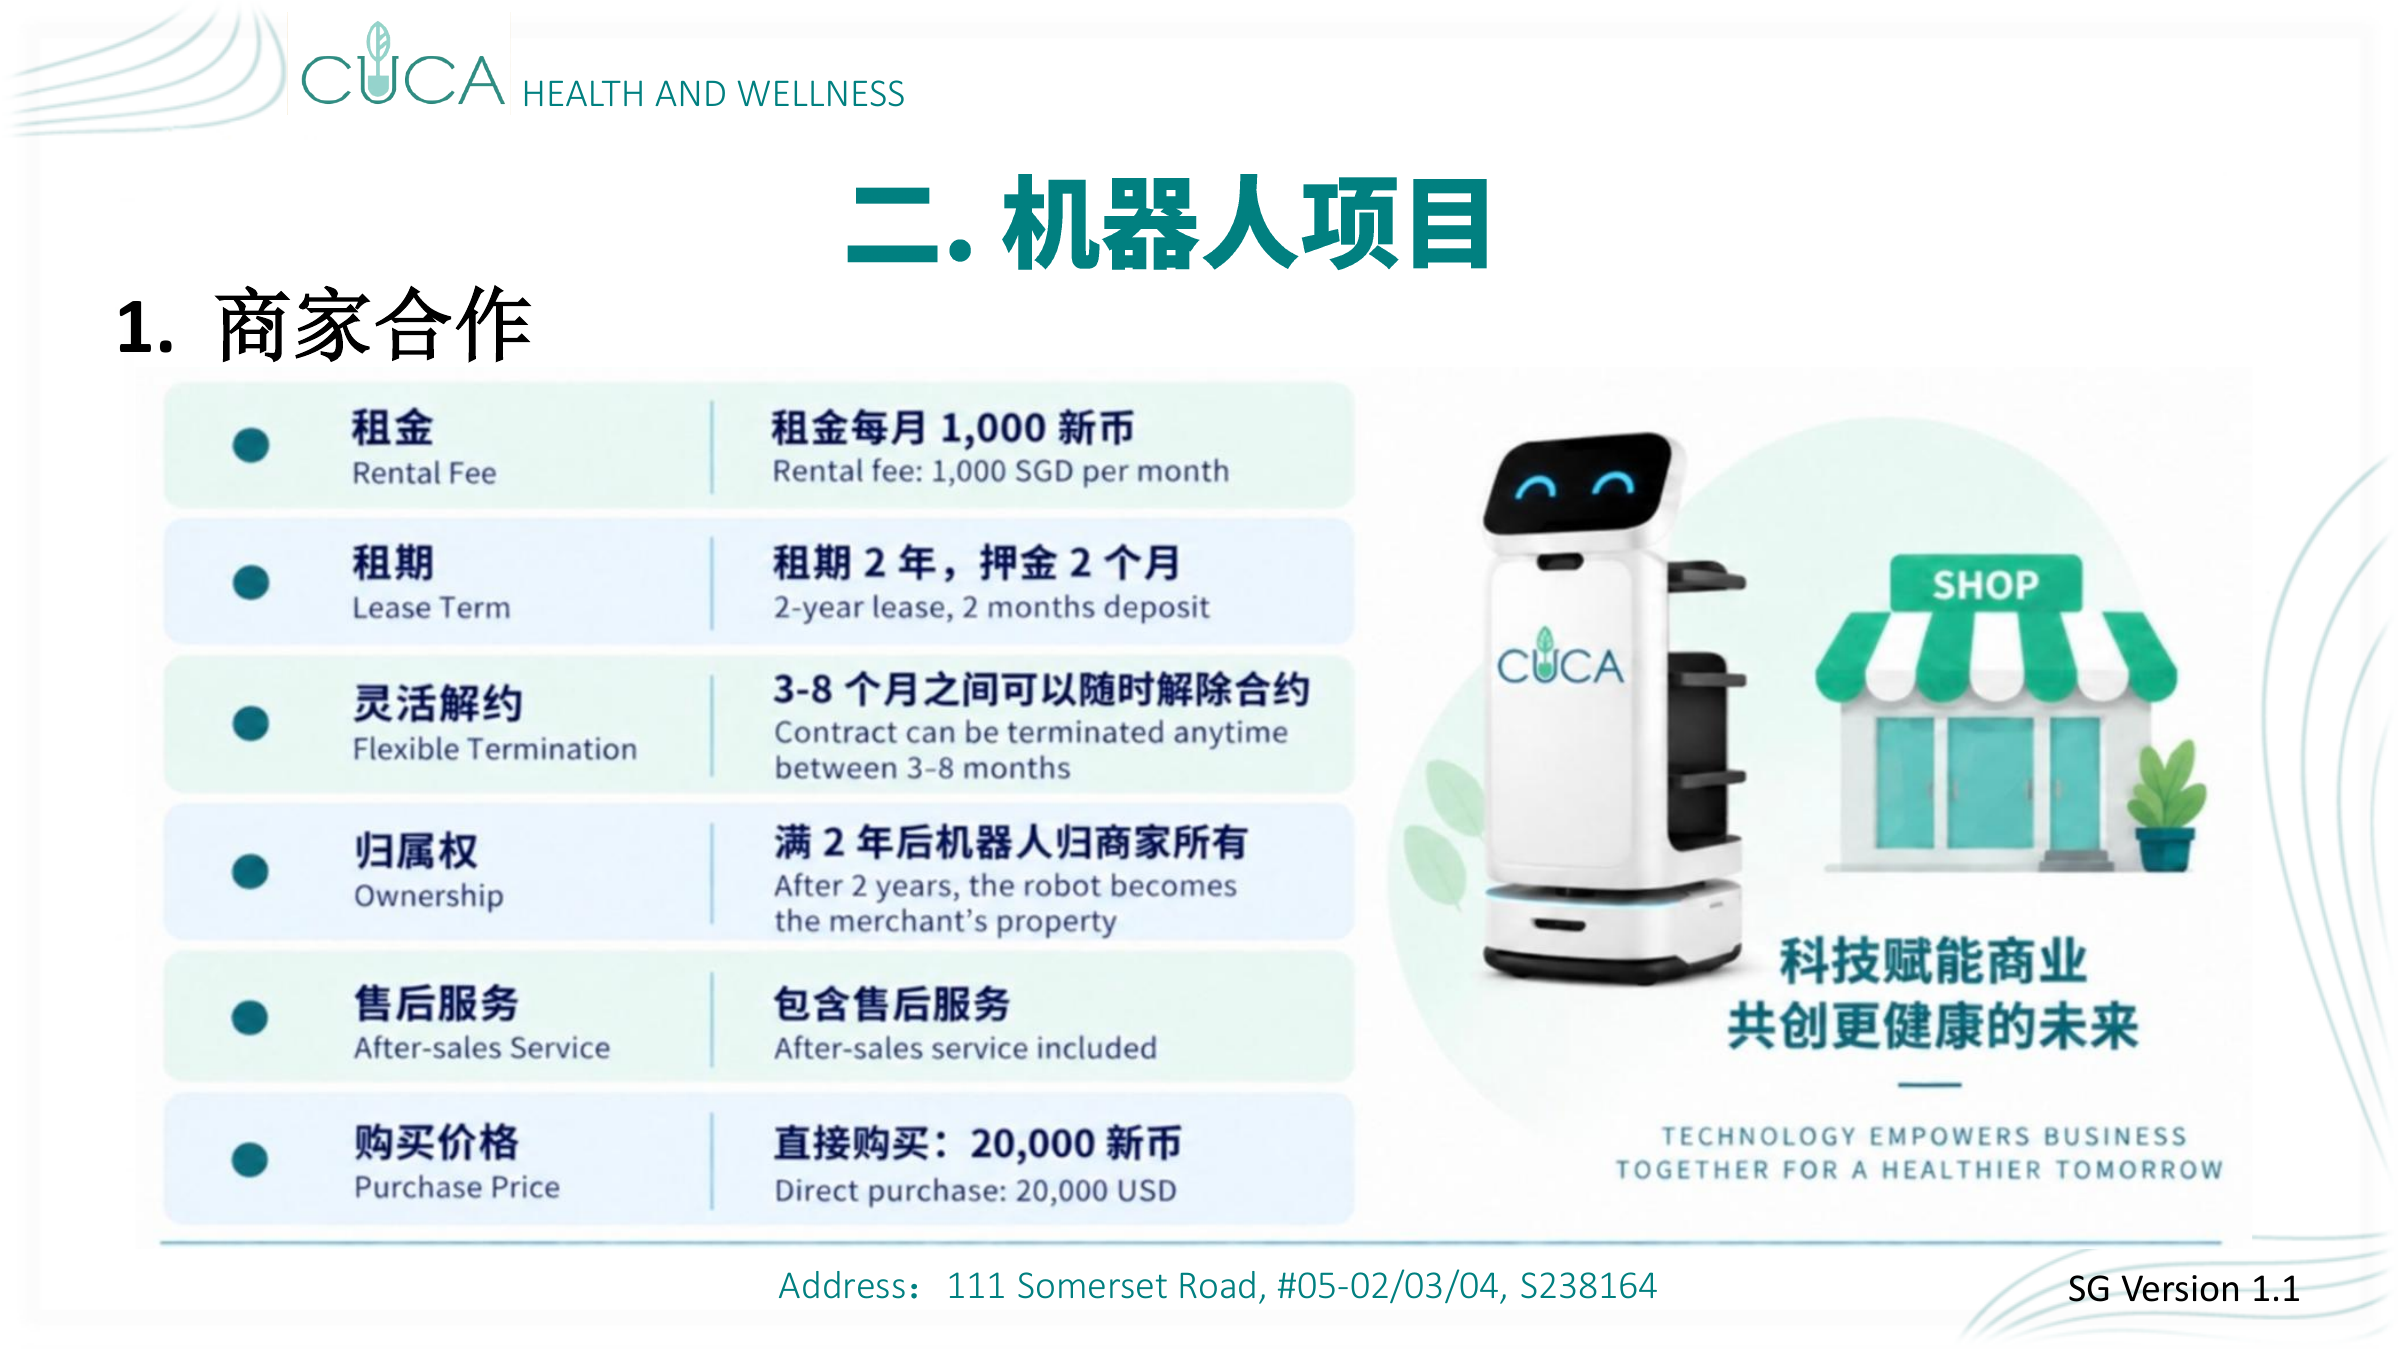 CUCA HEALTH AND WELLNESS
二. 机器人项目
1. 商家合作
租金
Rental Fee
租金每月 1,000 新币
Rental fee: 1,000 SGD per month
租期
Lease Term
租期 2 年，押金 2 个月
2-year lease, 2 months deposit
灵活解约
Flexible Termination
3-8 个月之间可以随时解除合约
Contract can be terminated anytime
between 3-8 months
归属权
Ownership
满 2 年后机器人归商家所有
After 2 years, the robot becomes
the merchant's property
售后服务
After-sales Service
包含售后服务
After-sales service included
购买价格
Purchase Price
直接购买：20,000 新币
Direct purchase: 20,000 USD
CUCA
SHOP
科技赋能商业
共创更健康的未来
TECHNOLOGY EMPOWERS BUSINESS
TOGETHER FOR A HEALTHIER TOMORROW
Address：111 Somerset Road, #05-02/03/04, S238164
SG Version 1.1